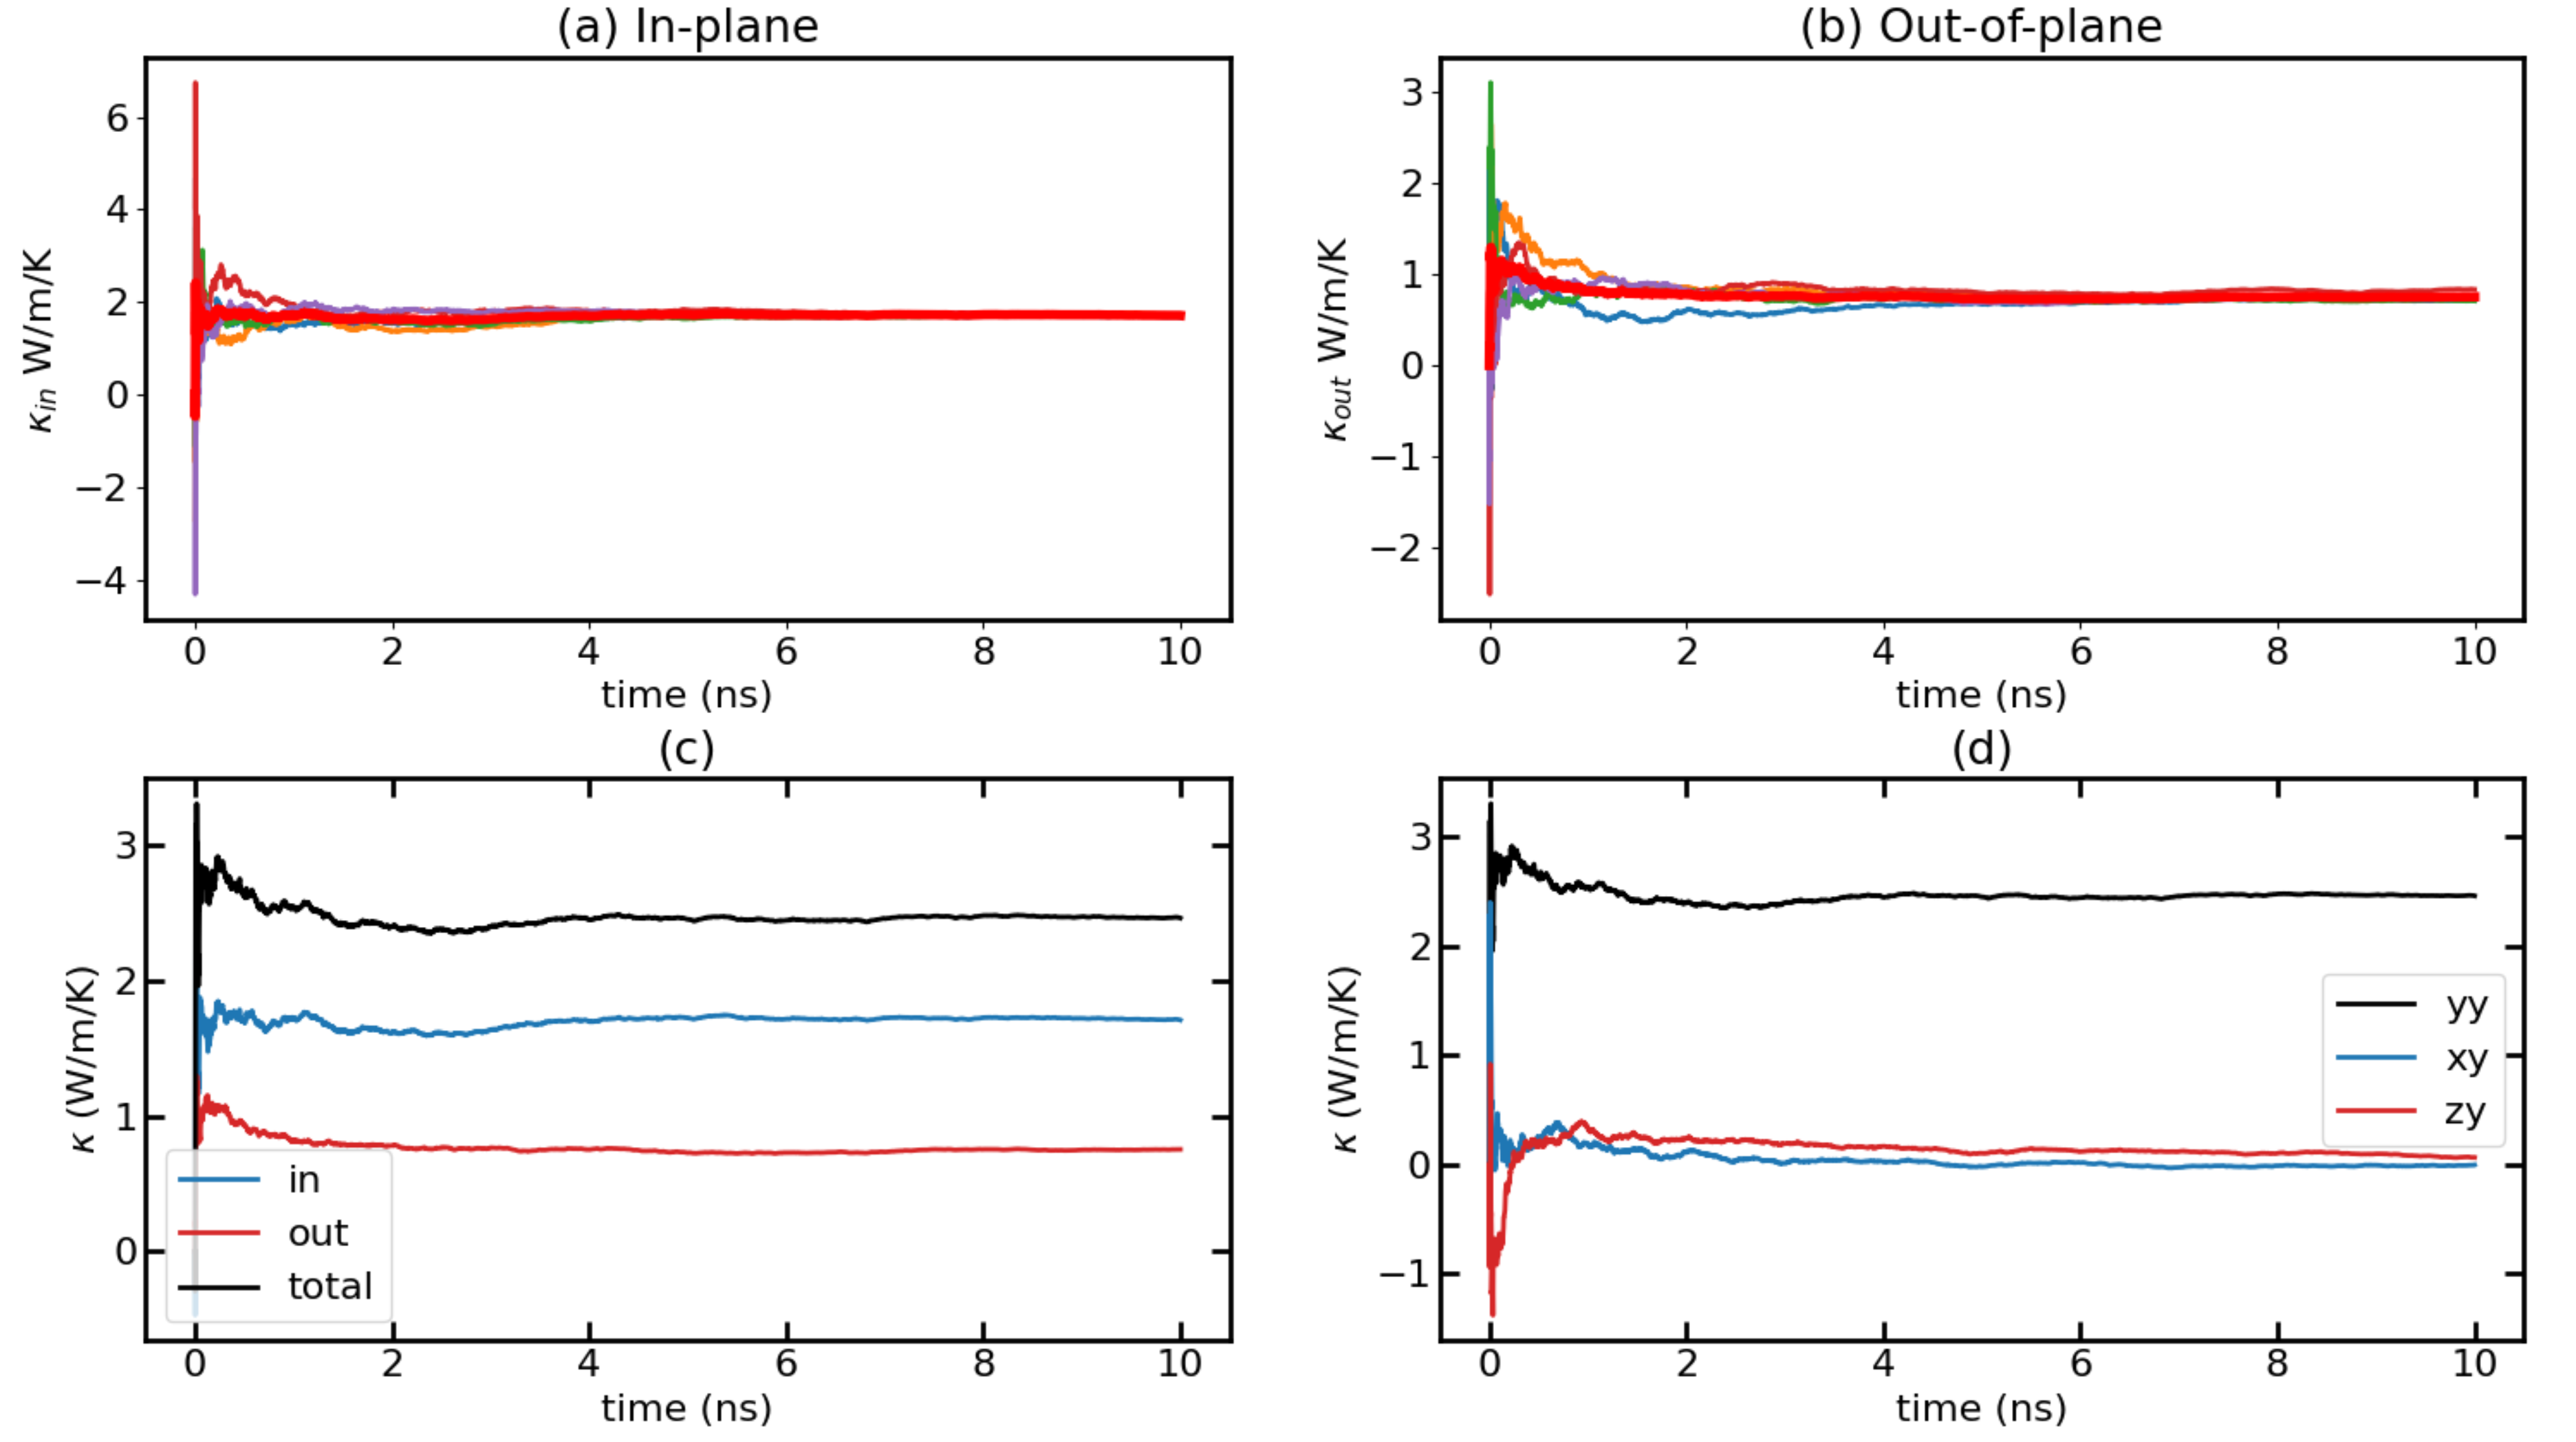 (a) In-plane
κin W/m/K
6
4
2
0
−2
−4
0 2 4 6 8 10
time (ns)
(b) Out-of-plane
κout W/m/K
3
2
1
0
−1
−2
0 2 4 6 8 10
time (ns)
(c)
κ (W/m/K)
3
2
1
0
in
out
total
0 2 4 6 8 10
time (ns)
(d)
κ (W/m/K)
3
2
1
0
−1
yy
xy
zy
0 2 4 6 8 10
time (ns)